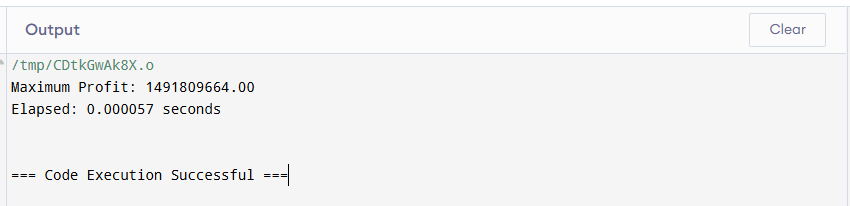 Output
Clear
/tmp/CDtkGwAk8X.o
Maximum Profit: 1491809664.00
Elapsed: 0.000057 seconds
=== Code Execution Successful ===